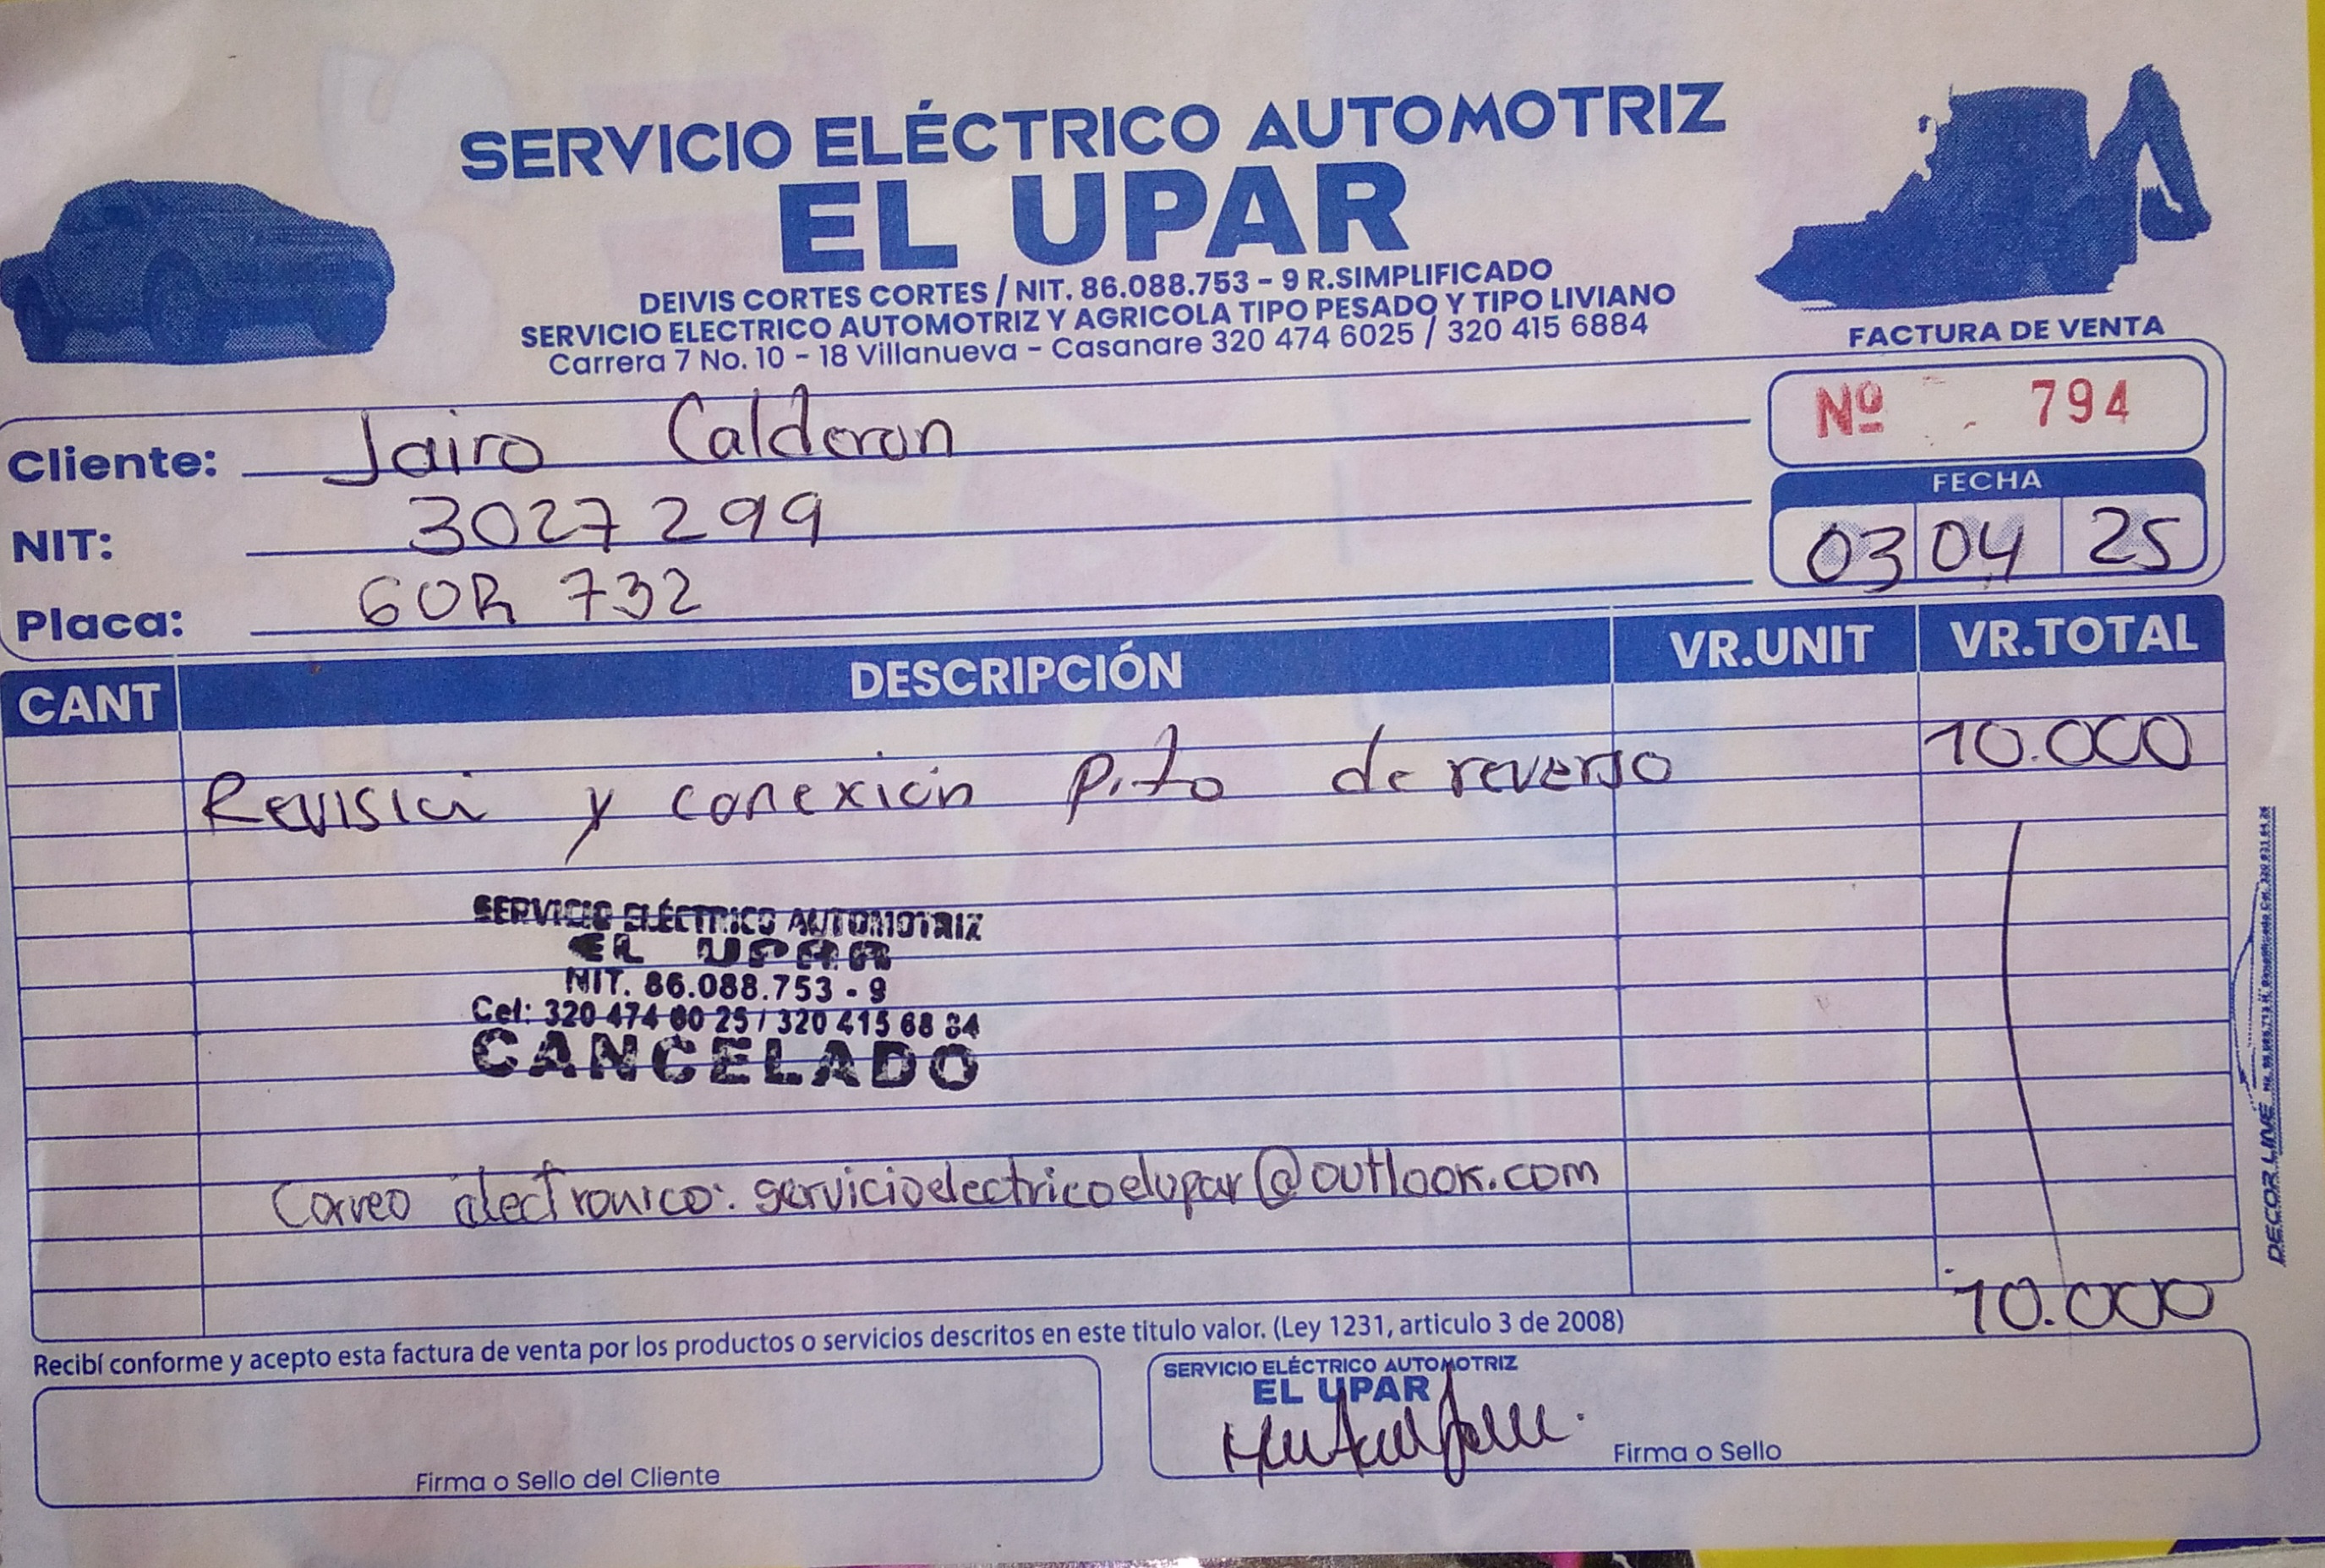 SERVICIO ELÉCTRICO AUTOMOTRIZ
EL UPAR
DEIVIS CORTES CORTES / NIT. 86.088.753 - 9 R.SIMPLIFICADO
SERVICIO ELECTRICO AUTOMOTRIZ Y AGRICOLA TIPO PESADO Y TIPO LIVIANO
Carrera 7 No. 10 - 18 Villanueva - Casanare 320 474 6025 / 320 415 6884
FACTURA DE VENTA
Nº 794
Cliente: Jairo Calderon
NIT: 3027299
FECHA
03 04 25
Placa: GOR 732
CANT DESCRIPCIÓN VR.UNIT VR.TOTAL
Revisici y conexión pito de reverso 10.000
SERVICIO ELÉCTRICO AUTOMOTRIZ
EL UPAR
NIT. 86.088.753 - 9
Cel: 320 474 60 25 / 320 415 68 84
CANCELADO
Correo electronico: servicioelectricoelupar@outlook.com
10.000
Recibí conforme y acepto esta factura de venta por los productos o servicios descritos en este titulo valor. (Ley 1231, articulo 3 de 2008)
Firma o Sello del Cliente
SERVICIO ELÉCTRICO AUTOMOTRIZ
EL UPAR
Firma o Sello
DECOR LINE